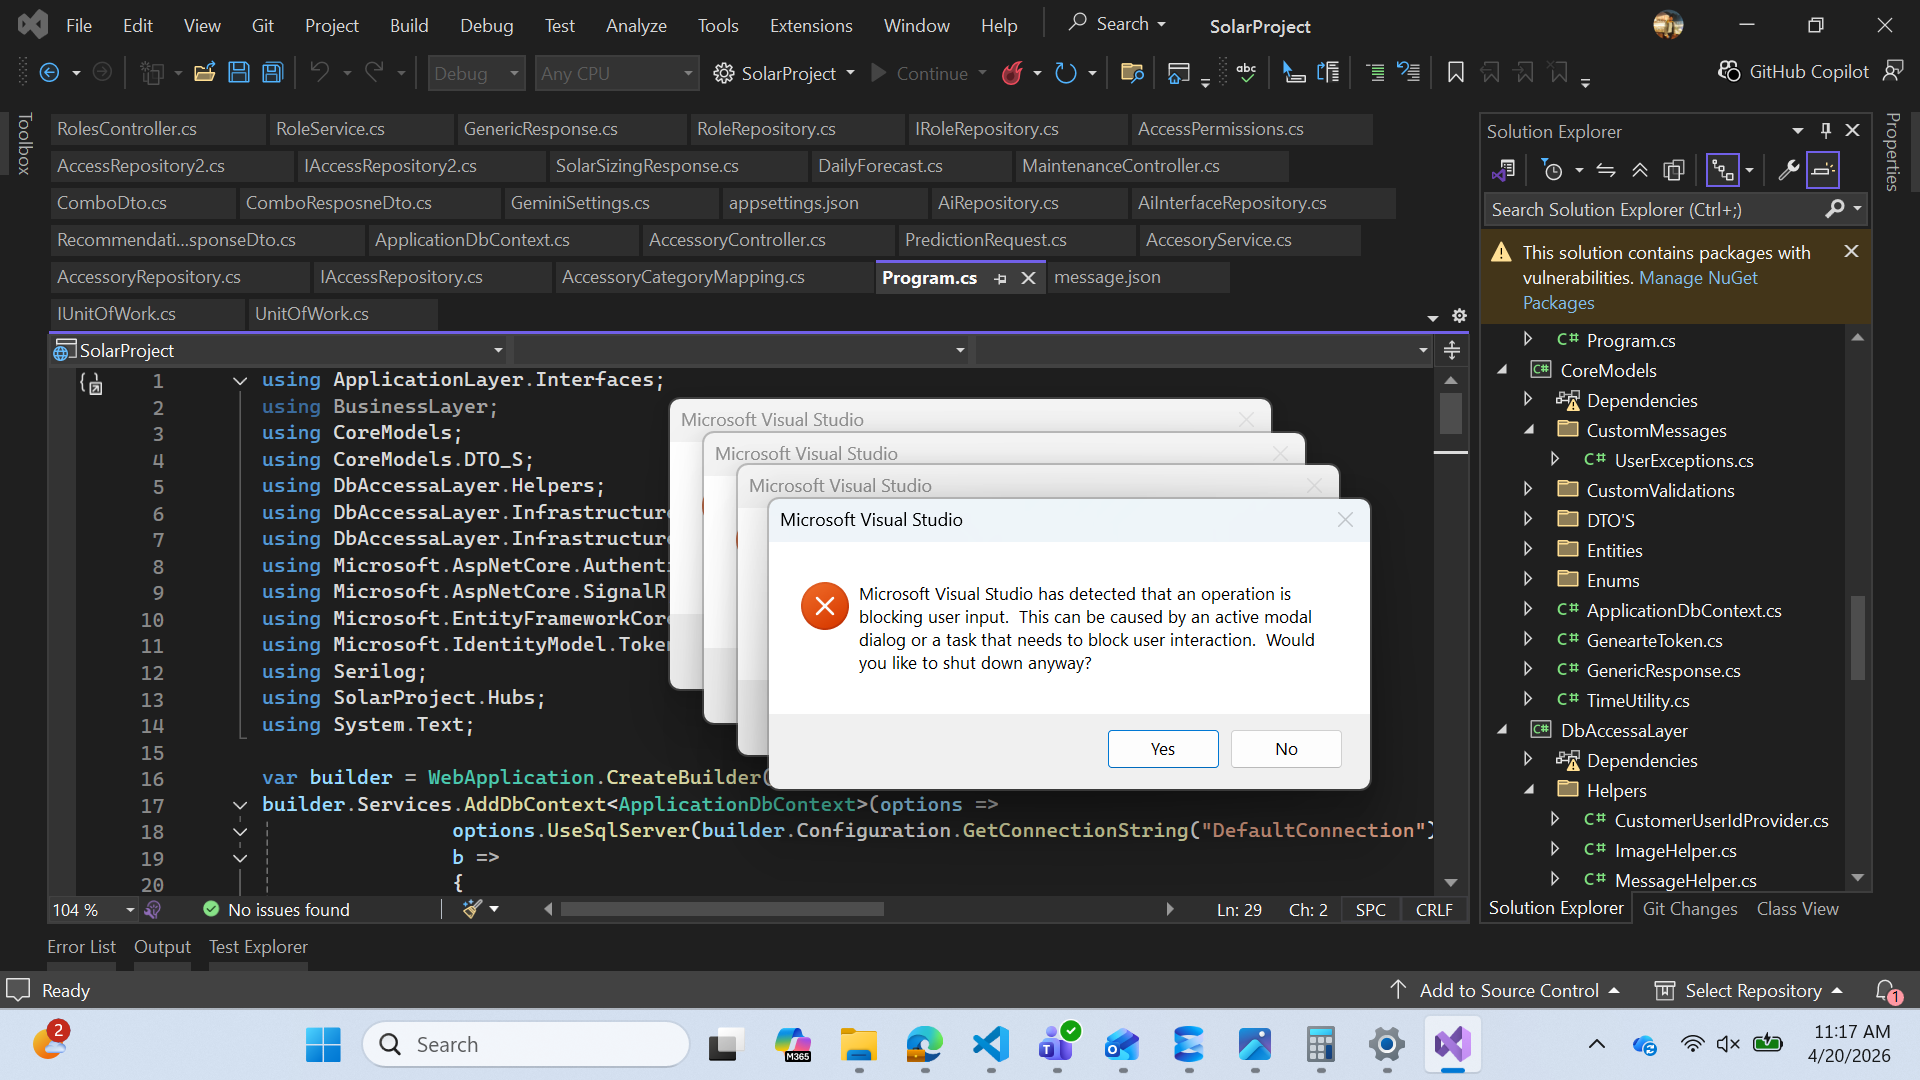 File Edit View Git Project Build Debug Test Analyze Tools Extensions Window Help Search SolarProject
Debug Any CPU SolarProject Continue abc GitHub Copilot
Toolbox
RolesController.cs RoleService.cs GenericResponse.cs RoleRepository.cs IRoleRepository.cs AccessPermissions.cs
AccessRepository2.cs IAccessRepository2.cs SolarSizingResponse.cs DailyForecast.cs MaintenanceController.cs
ComboDto.cs ComboResposneDto.cs GeminiSettings.cs appsettings.json AiRepository.cs AiInterfaceRepository.cs
Recommendati...sponseDto.cs ApplicationDbContext.cs AccessoryController.cs PredictionRequest.cs AccesoryService.cs
AccessoryRepository.cs IAccessRepository.cs AccessoryCategoryMapping.cs Program.cs message.json
IUnitOfWork.cs UnitOfWork.cs
SolarProject
1 using ApplicationLayer.Interfaces;
2 using BusinessLayer;
3 using CoreModels;
4 using CoreModels.DTO_S;
5 using DbAccessaLayer.Helpers;
6 using DbAccessaLayer.Infrastructure
7 using DbAccessaLayer.Infrastructure
8 using Microsoft.AspNetCore.Authenti
9 using Microsoft.AspNetCore.SignalR
10 using Microsoft.EntityFrameworkCore
11 using Microsoft.IdentityModel.Token
12 using Serilog;
13 using SolarProject.Hubs;
14 using System.Text;
15
16 var builder = WebApplication.CreateBuilder(
17 builder.Services.AddDbContext<ApplicationDbContext>(options =>
18 options.UseSqlServer(builder.Configuration.GetConnectionString("DefaultConnection")
19 b =>
20 {
Microsoft Visual Studio
Microsoft Visual Studio
Microsoft Visual Studio
Microsoft Visual Studio
Microsoft Visual Studio has detected that an operation is
blocking user input. This can be caused by an active modal
dialog or a task that needs to block user interaction. Would
you like to shut down anyway?
Yes No
104 % No issues found Ln: 29 Ch: 2 SPC CRLF
Solution Explorer
Search Solution Explorer (Ctrl+;)
This solution contains packages with
vulnerabilities. Manage NuGet
Packages
C# Program.cs
C# CoreModels
Dependencies
CustomMessages
C# UserExceptions.cs
CustomValidations
DTO'S
Entities
Enums
C# ApplicationDbContext.cs
C# GenearteToken.cs
C# GenericResponse.cs
C# TimeUtility.cs
C# DbAccessaLayer
Dependencies
Helpers
C# CustomerUserIdProvider.cs
C# ImageHelper.cs
C# MessageHelper.cs
Solution Explorer Git Changes Class View
Properties
Error List Output Test Explorer
Ready Add to Source Control Select Repository 1
2 Search M365 11:17 AM
4/20/2026